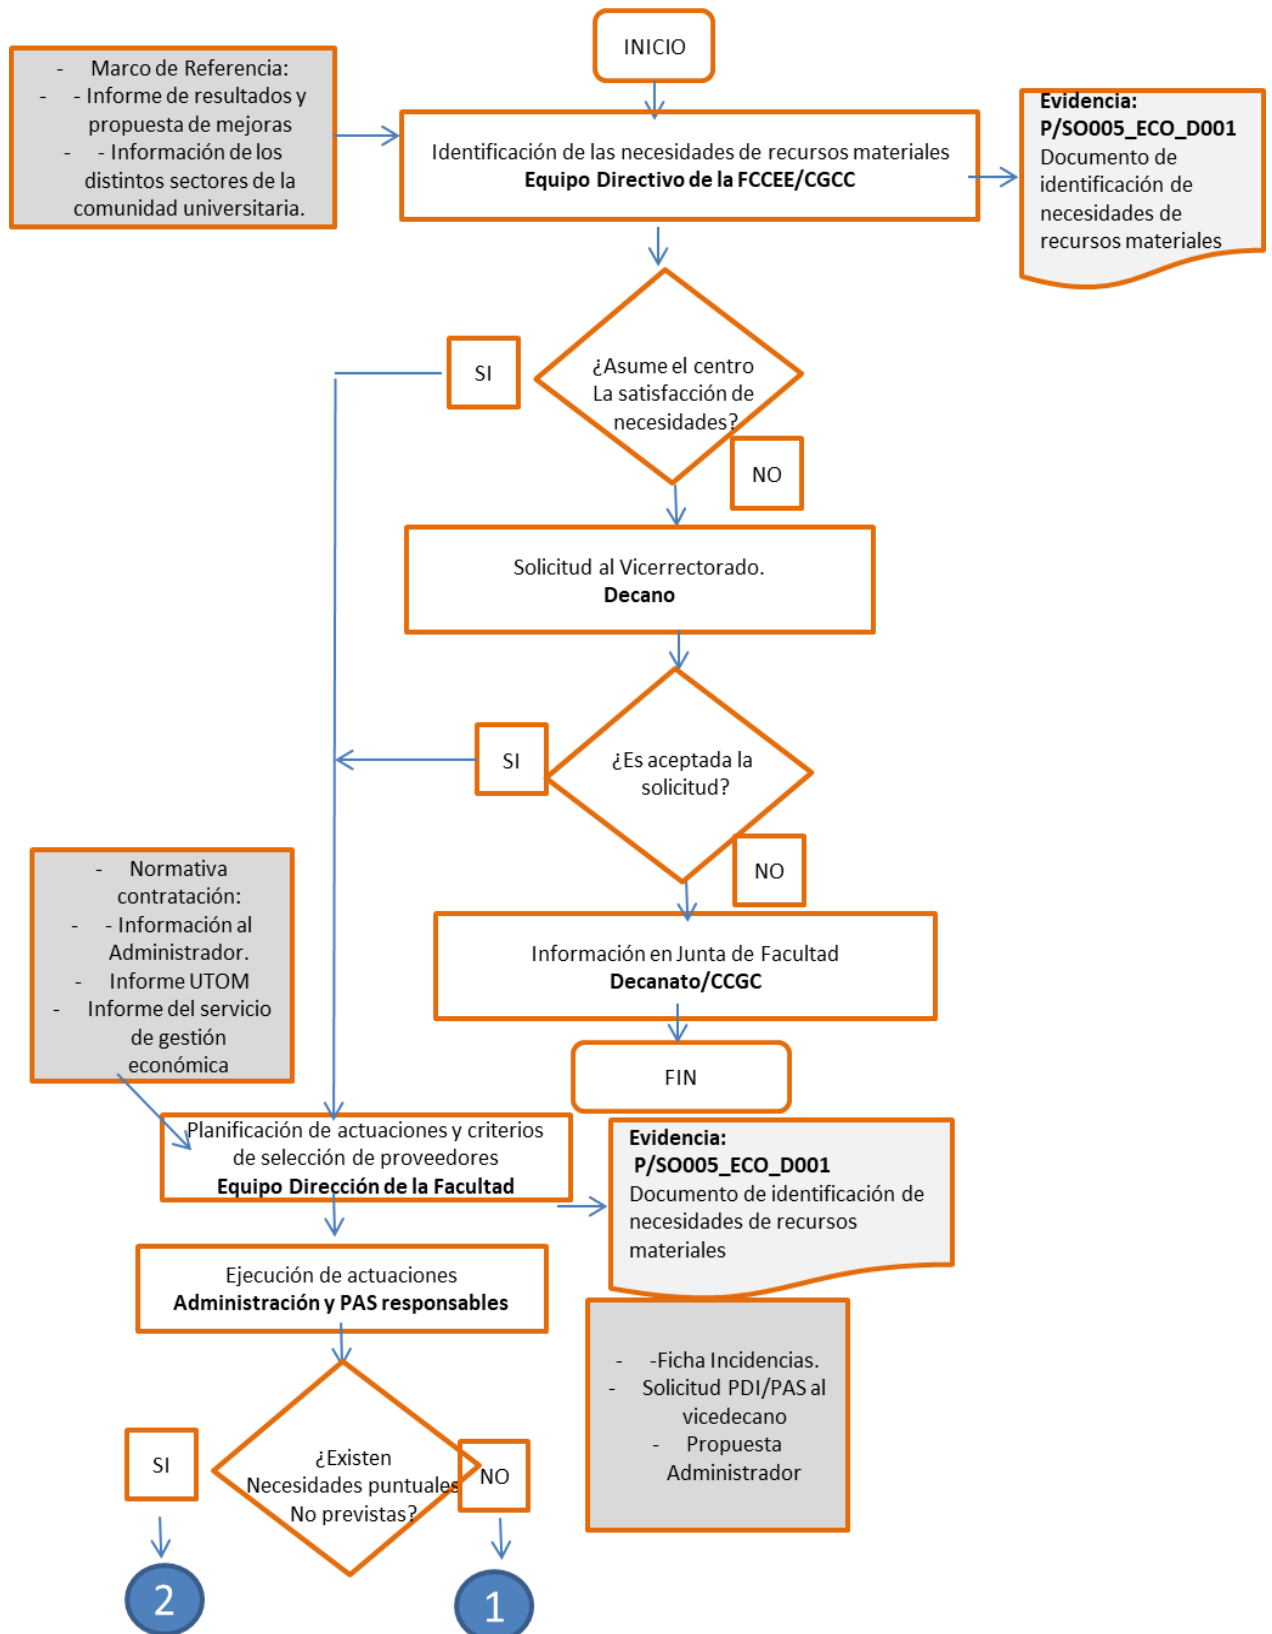 INICIO
- Marco de Referencia:
- - Informe de resultados y
propuesta de mejoras
- - Información de los
distintos sectores de la
comunidad universitaria.
Identificación de las necesidades de recursos materiales
Equipo Directivo de la FCCEE/CGCC
Evidencia:
P/SO005_ECO_D001
Documento de
identificación de
necesidades de
recursos materiales
SI
¿Asume el centro
La satisfacción de
necesidades?
NO
Solicitud al Vicerrectorado.
Decano
SI
¿Es aceptada la
solicitud?
NO
- Normativa
contratación:
- - Información al
Administrador.
- Informe UTOM
- Informe del servicio
de gestión
económica
Información en Junta de Facultad
Decanato/CCGC
FIN
Planificación de actuaciones y criterios
de selección de proveedores
Equipo Dirección de la Facultad
Evidencia:
P/SO005_ECO_D001
Documento de identificación de
necesidades de recursos
materiales
Ejecución de actuaciones
Administración y PAS responsables
- -Ficha Incidencias.
- Solicitud PDI/PAS al
vicedecano
- Propuesta
Administrador
SI
¿Existen
Necesidades puntuales
No previstas?
NO
2
1